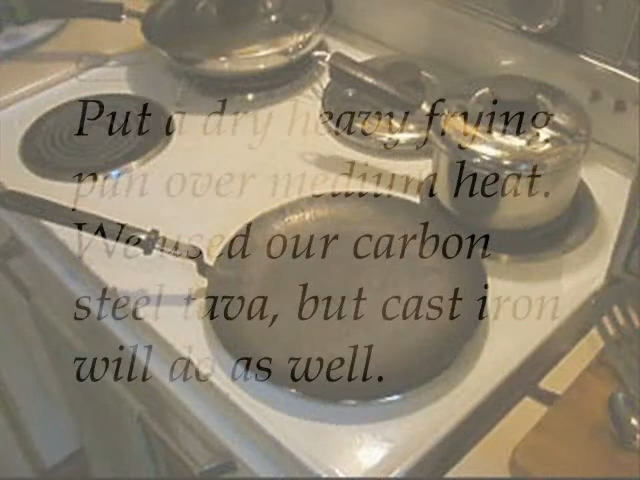 Put a dry heavy frying
pan over medium heat.
We used our carbon
steel tava, but cast iron
will do as well.